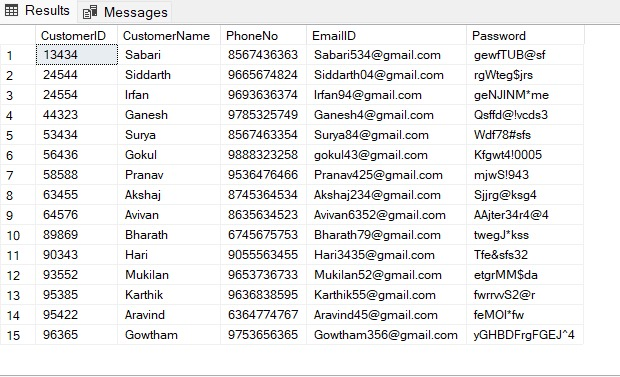 Results Messages
CustomerID CustomerName PhoneNo EmailID Password
1 13434 Sabari 8567436363 Sabari534@gmail.com gewfTUB@sf
2 24544 Siddarth 9665674824 Siddarth04@gmail.com rgWteg$jrs
3 24554 Irfan 9693636374 Irfan94@gmail.com geNJINM*me
4 44323 Ganesh 9785325749 Ganesh4@gmail.com Qsffd@!vcds3
5 53434 Surya 8567463354 Surya84@gmail.com Wdf78#sfs
6 56436 Gokul 9888323258 gokul43@gmail.com Kfgwt4!0005
7 58588 Pranav 9536476466 Pranav425@gmail.com mjwS!943
8 63455 Akshaj 8745364534 Akshaj234@gmail.com Sjjrg@ksg4
9 64576 Avivan 8635634523 Avivan6352@gmail.com AAjter34r4@4
10 89869 Bharath 6745675753 Bharath79@gmail.com twegJ*kss
11 90343 Hari 9055563455 Hari3435@gmail.com Tfe&sfs32
12 93552 Mukilan 9653736733 Mukilan52@gmail.com etgrMM$da
13 95385 Karthik 9636838595 Karthik55@gmail.com fwrrvvS2@r
14 95422 Aravind 6364774767 Aravind45@gmail.com feMOI*fw
15 96365 Gowtham 9753656365 Gowtham356@gmail.com yGHBDFrgFGEJ^4